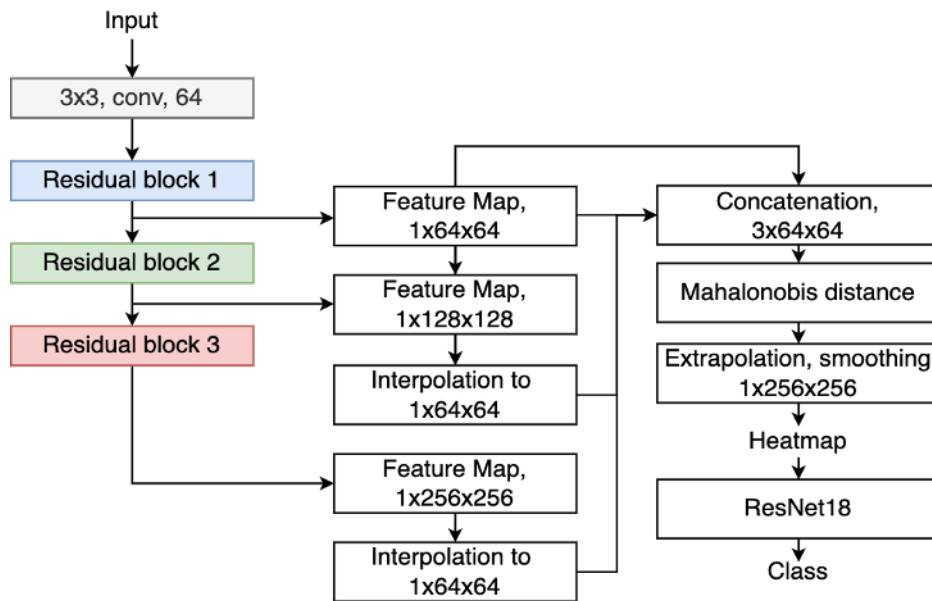 Input
3x3, conv, 64
Residual block 1
Residual block 2
Residual block 3
Feature Map,
1x64x64
Feature Map,
1x128x128
Interpolation to
1x64x64
Feature Map,
1x256x256
Interpolation to
1x64x64
Concatenation,
3x64x64
Mahalonobis distance
Extrapolation, smoothing
1x256x256
Heatmap
ResNet18
Class